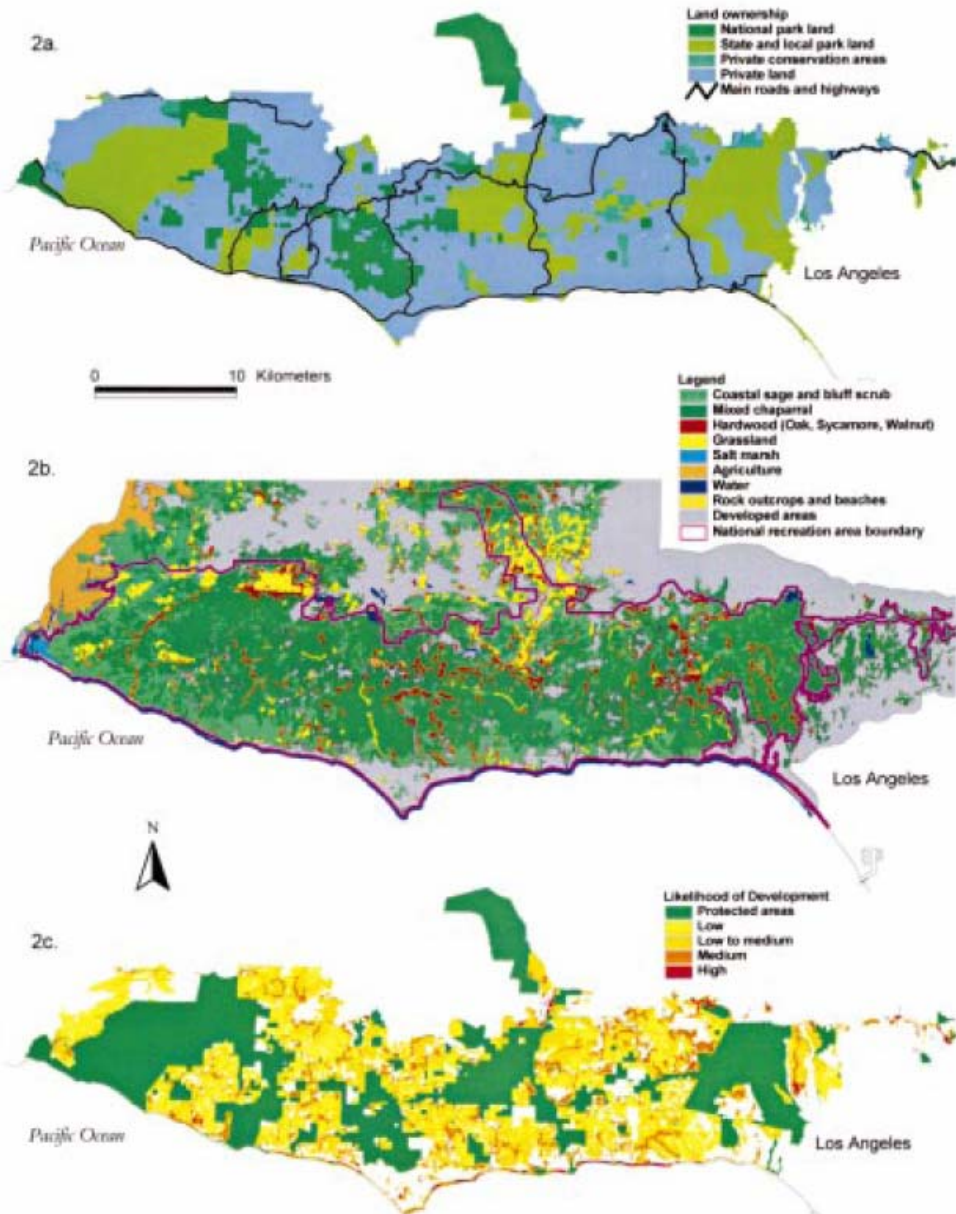 2a.
Land ownership
National park land
State and local park land
Private conservation areas
Private land
Main roads and highways
Pacific Ocean
Los Angeles
0 10 Kilometers
Legend
Coastal sage and bluff scrub
Mixed chaparral
Hardwood (Oak, Sycamore, Walnut)
Grassland
Salt marsh
Agriculture
Water
Rock outcrops and beaches
Developed areas
National recreation area boundary
2b.
Pacific Ocean
Los Angeles
N
Likelihood of Development
Protected areas
Low
Low to medium
Medium
High
2c.
Pacific Ocean
Los Angeles